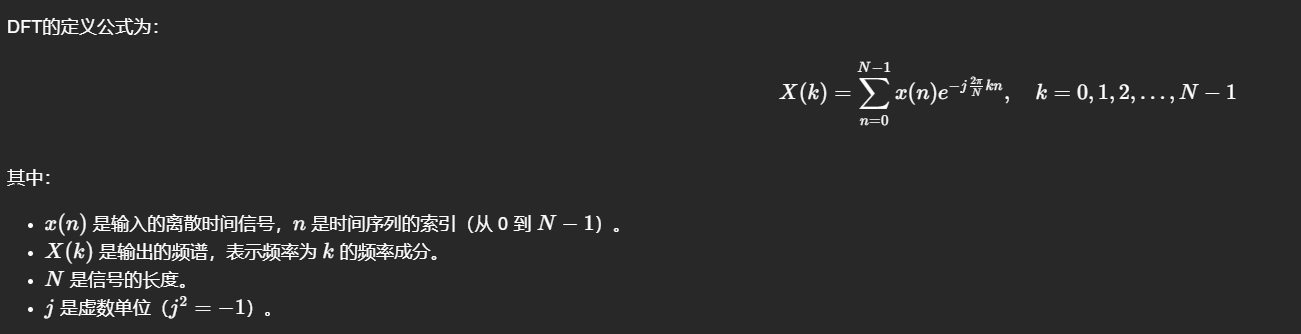 DFT的定义公式为：
X(k) = \sum_{n=0}^{N-1} x(n)e^{-j\frac{2\pi}{N}kn}, \quad k = 0, 1, 2, \ldots, N-1
其中：
• x(n) 是输入的离散时间信号，n 是时间序列的索引（从 0 到 N − 1）。
• X(k) 是输出的频谱，表示频率为 k 的频率成分。
• N 是信号的长度。
• j 是虚数单位（j² = −1）。